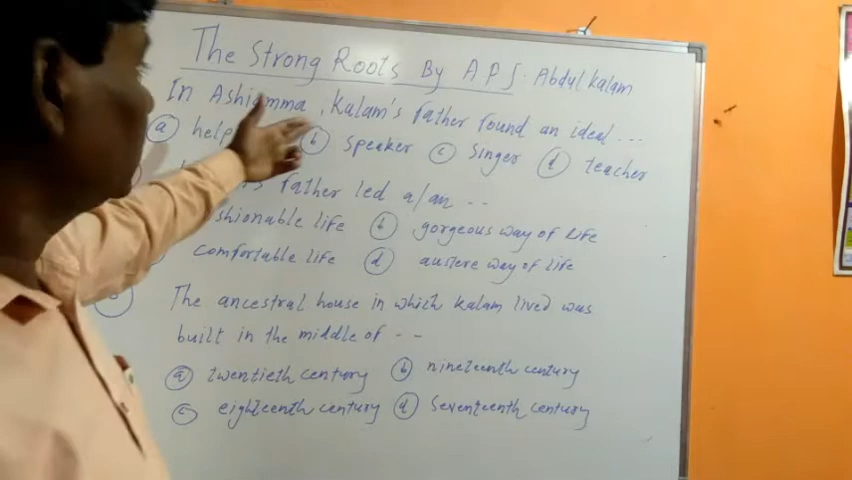 The Strong Roots By A P J. Abdul kalam
In Ashiamma, Kalam's father found an ideal ...
a help b speaker c singer d teacher
father led a/an --
shionable life b gorgeous way of life
comfortable life d austere way of life
The ancestral house in which kalam lived was
built in the middle of --
a twentieth century b nineteenth century
c eighteenth century d seventeenth century